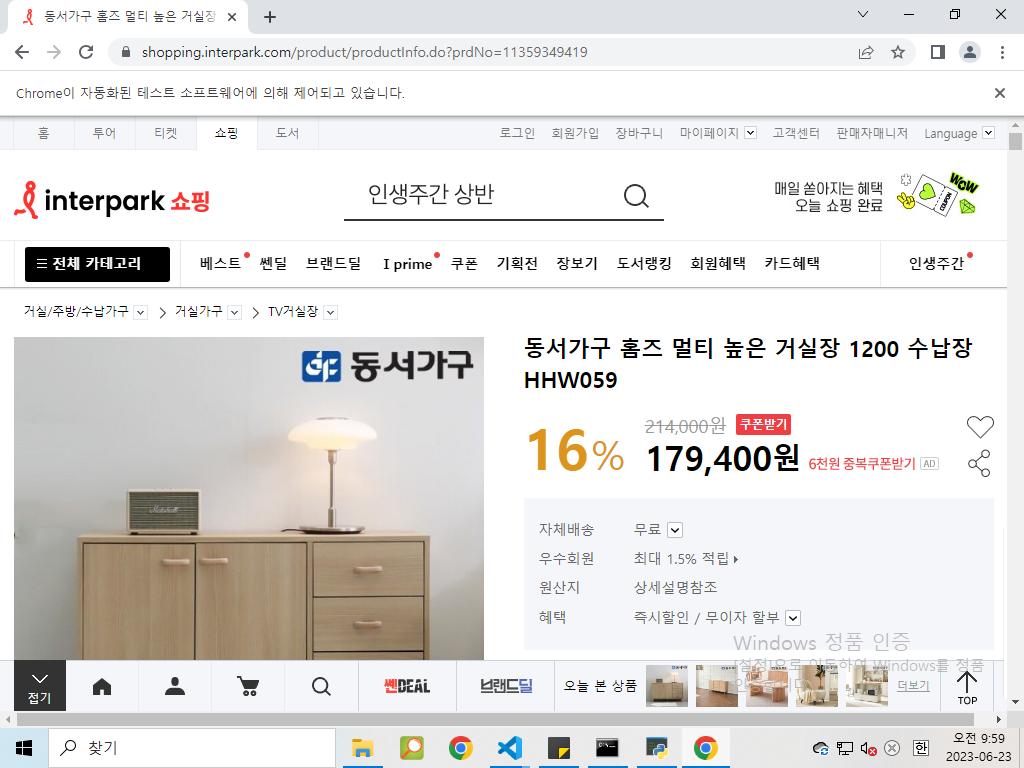 동서가구 홈즈 멀티 높은 거실장
shopping.interpark.com/product/productInfo.do?prdNo=11359349419
Chrome이 자동화된 테스트 소프트웨어에 의해 제어되고 있습니다.
홈 투어 티켓 쇼핑 도서 로그인 회원가입 장바구니 마이페이지 고객센터 판매자매니저 Language
interpark 쇼핑
인생주간 상반
매일 쏟아지는 혜택
오늘 쇼핑 완료
WOW
COUPON
전체 카테고리 베스트 쎈딜 브랜드딜 I prime 쿠폰 기획전 장보기 도서랭킹 회원혜택 카드혜택 인생주간
거실/주방/수납가구 거실가구 TV거실장
동서가구
Marshall
동서가구 홈즈 멀티 높은 거실장 1200 수납장
HHW059
16%
214,000원 쿠폰받기
179,400원 6천원 중복쿠폰받기 AD
자체배송 무료
우수회원 최대 1.5% 적립
원산지 상세설명참조
혜택 즉시할인 / 무이자 할부
Windows 정품 인증
[설정]으로 이동하여 Windows를 정품
접기
쎈DEAL
브랜드딜
오늘 본 상품
더보기
TOP
찾기
한
오전 9:59
2023-06-23